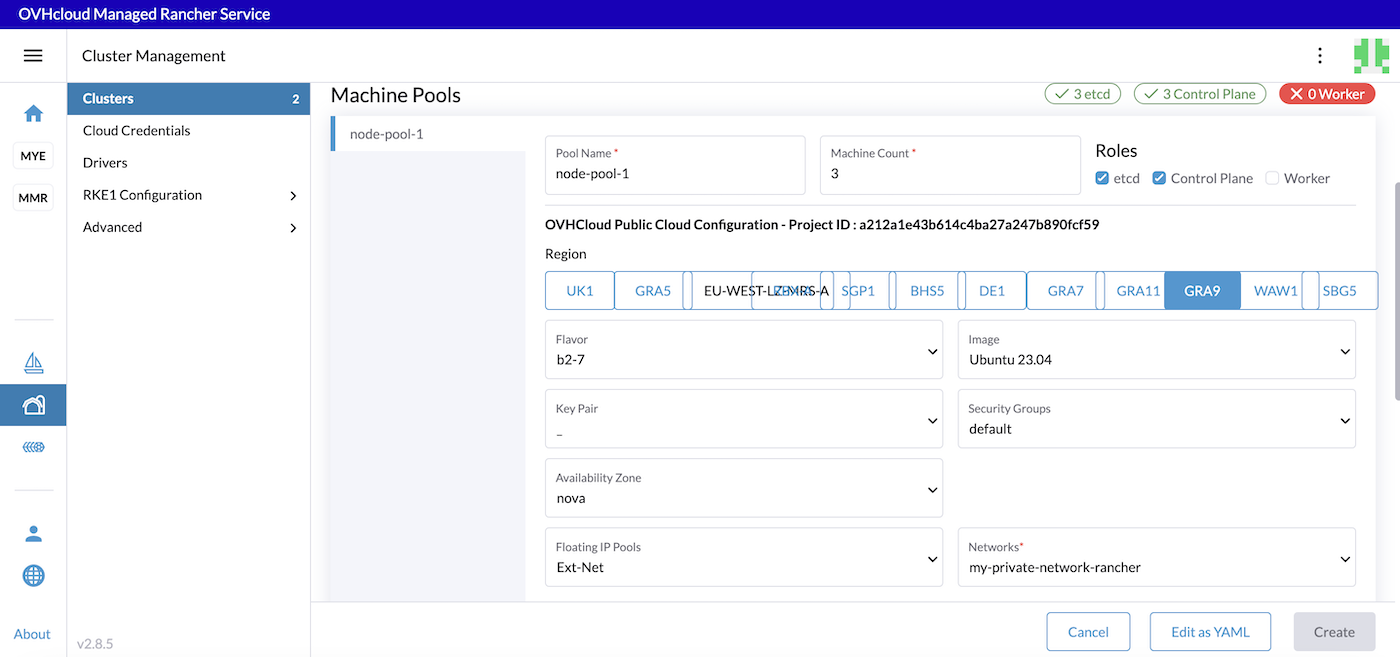 OVHcloud Managed Rancher Service
Cluster Management
Clusters 2
Cloud Credentials
Drivers
RKE1 Configuration
Advanced
MYE
MMR
About
v2.8.5
Machine Pools
3 etcd
3 Control Plane
0 Worker
node-pool-1
Pool Name *
node-pool-1
Machine Count *
3
Roles
etcd
Control Plane
Worker
OVHCloud Public Cloud Configuration - Project ID : a212a1e43b614c4ba27a247b890fcf59
Region
UK1 GRA5 EU-WEST-LZ-MRS-A SGP1 BHS5 DE1 GRA7 GRA11 GRA9 WAW1 SBG5
Flavor
b2-7
Image
Ubuntu 23.04
Key Pair
_
Security Groups
default
Availability Zone
nova
Floating IP Pools
Ext-Net
Networks*
my-private-network-rancher
Cancel
Edit as YAML
Create